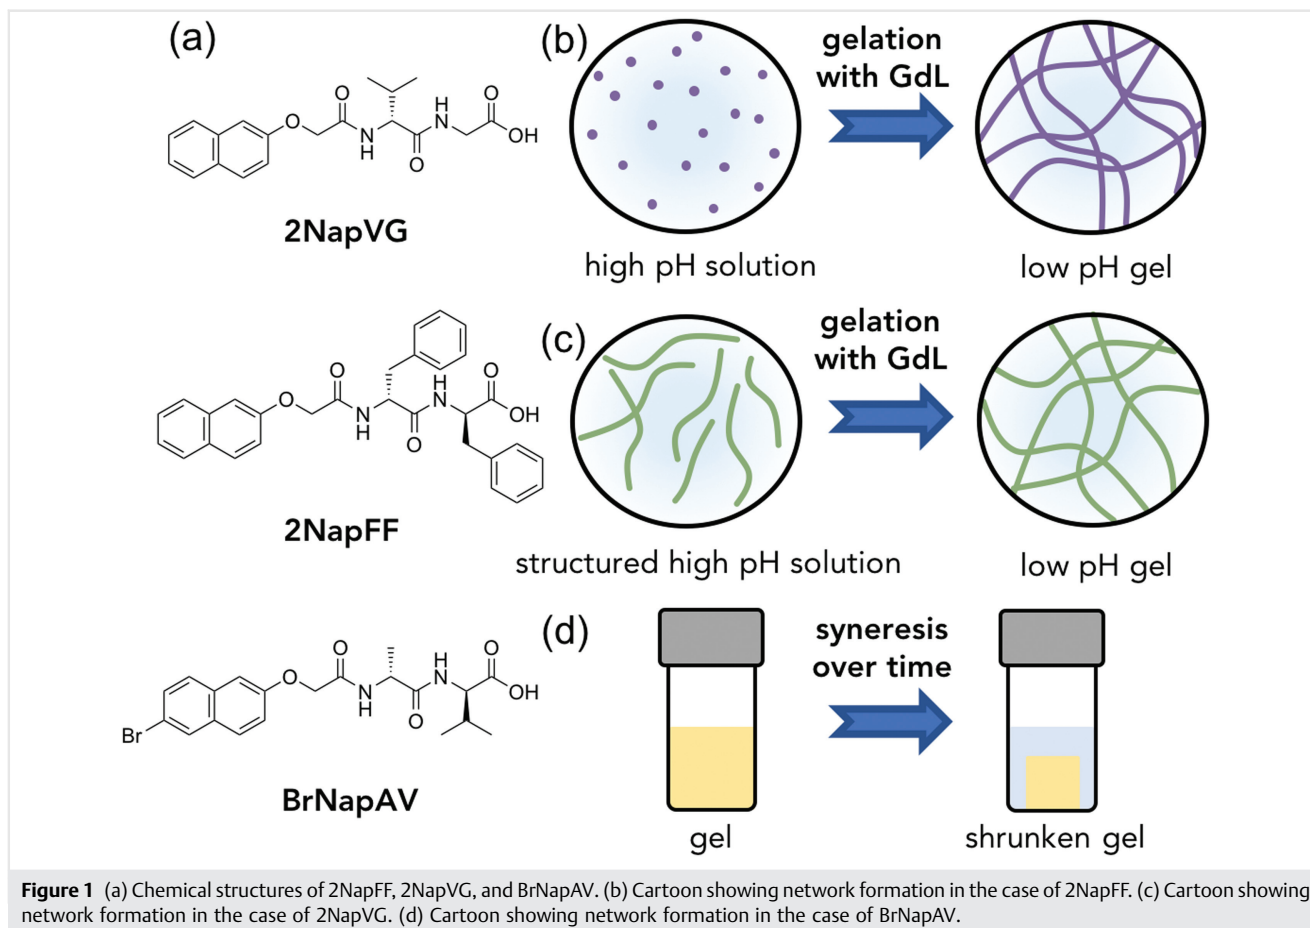 (a)
O
O
N
H
O
H
N
O
OH
2NapVG
(b)
gelation
with GdL
high pH solution
low pH gel
O
O
N
H
O
H
N
O
OH
2NapFF
(c)
gelation
with GdL
structured high pH solution
low pH gel
Br
O
O
N
H
O
H
N
O
OH
BrNapAV
(d)
syneresis
over time
gel
shrunken gel
Figure 1 (a) Chemical structures of 2NapFF, 2NapVG, and BrNapAV. (b) Cartoon showing network formation in the case of 2NapFF. (c) Cartoon showing
network formation in the case of 2NapVG. (d) Cartoon showing network formation in the case of BrNapAV.